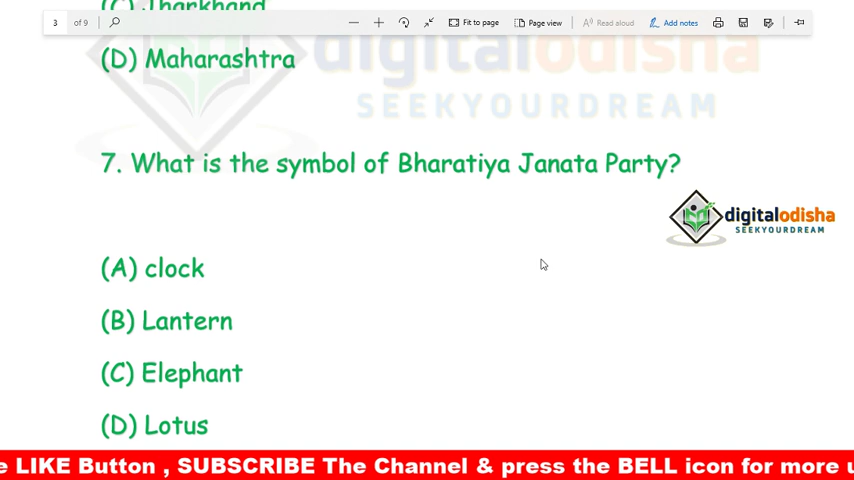 (C) Jharkhand
3 of 9 Fit to page Page view Read aloud Add notes
(D) Maharashtra
digitalodisha
SEEKYOURDREAM
7. What is the symbol of Bharatiya Janata Party?
digitalodisha
SEEKYOURDREAM
(A) clock
(B) Lantern
(C) Elephant
(D) Lotus
e LIKE Button , SUBSCRIBE The Channel & press the BELL icon for more u